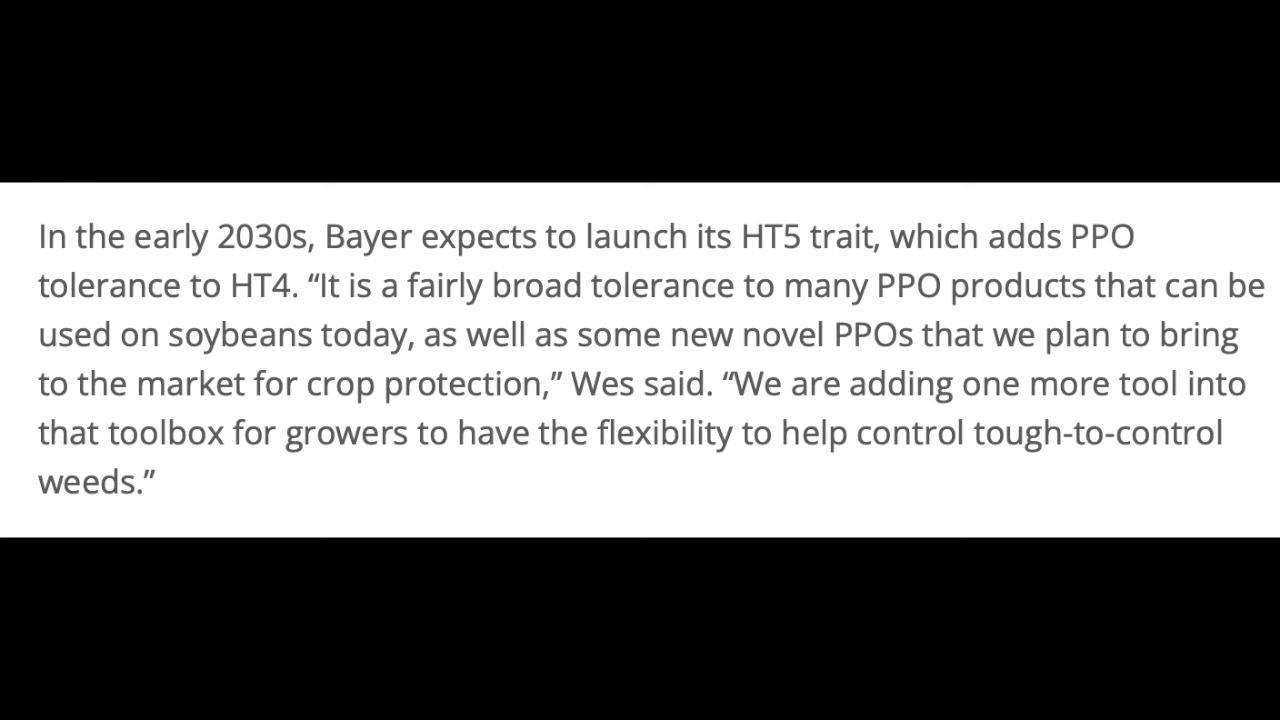 In the early 2030s, Bayer expects to launch its HT5 trait, which adds PPO
tolerance to HT4. “It is a fairly broad tolerance to many PPO products that can be
used on soybeans today, as well as some new novel PPOs that we plan to bring
to the market for crop protection,” Wes said. “We are adding one more tool into
that toolbox for growers to have the flexibility to help control tough-to-control
weeds.”